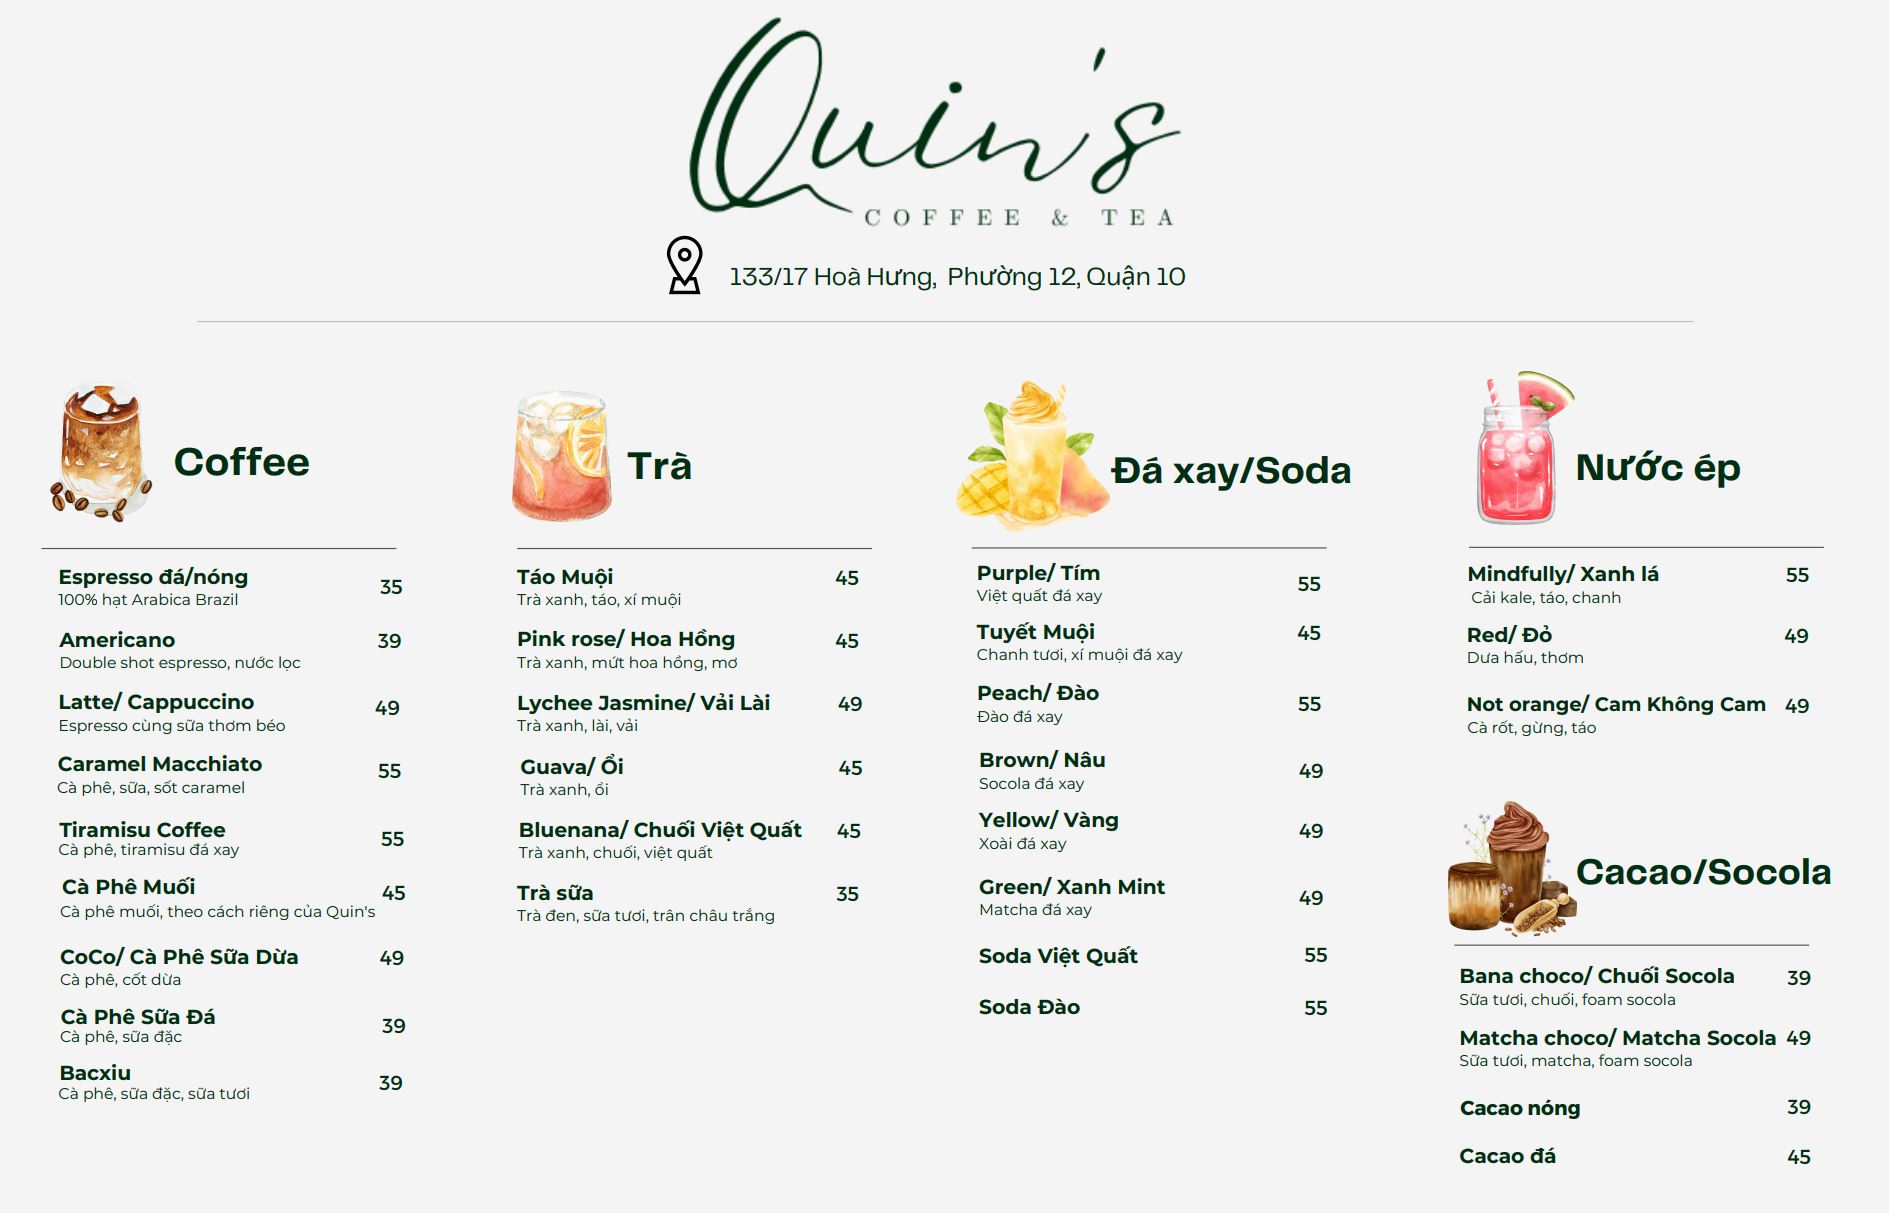 Quin's
COFFEE & TEA
133/17 Hoà Hưng, Phường 12, Quận 10
Coffee
Espresso đá/nóng 35
100% hạt Arabica Brazil
Americano 39
Double shot espresso, nước lọc
Latte/ Cappuccino 49
Espresso cùng sữa thơm béo
Caramel Macchiato 55
Cà phê, sữa, sốt caramel
Tiramisu Coffee 55
Cà phê, tiramisu đá xay
Cà Phê Muối 45
Cà phê muối, theo cách riêng của Quin's
CoCo/ Cà Phê Sữa Dừa 49
Cà phê, cốt dừa
Cà Phê Sữa Đá 39
Cà phê, sữa đặc
Bacxiu 39
Cà phê, sữa đặc, sữa tươi
Trà
Táo Muội 45
Trà xanh, táo, xí muội
Pink rose/ Hoa Hồng 45
Trà xanh, mứt hoa hồng, mơ
Lychee Jasmine/ Vải Lài 49
Trà xanh, lài, vải
Guava/ Ổi 45
Trà xanh, ổi
Bluenana/ Chuối Việt Quất 45
Trà xanh, chuối, việt quất
Trà sữa 35
Trà đen, sữa tươi, trân châu trắng
Đá xay/Soda
Purple/ Tím 55
Việt quất đá xay
Tuyết Muội 45
Chanh tươi, xí muội đá xay
Peach/ Đào 55
Đào đá xay
Brown/ Nâu 49
Socola đá xay
Yellow/ Vàng 49
Xoài đá xay
Green/ Xanh Mint 49
Matcha đá xay
Soda Việt Quất 55
Soda Đào 55
Nước ép
Mindfully/ Xanh lá 55
Cải kale, táo, chanh
Red/ Đỏ 49
Dưa hấu, thơm
Not orange/ Cam Không Cam 49
Cà rốt, gừng, táo
Cacao/Socola
Bana choco/ Chuối Socola 39
Sữa tươi, chuối, foam socola
Matcha choco/ Matcha Socola 49
Sữa tươi, matcha, foam socola
Cacao nóng 39
Cacao đá 45